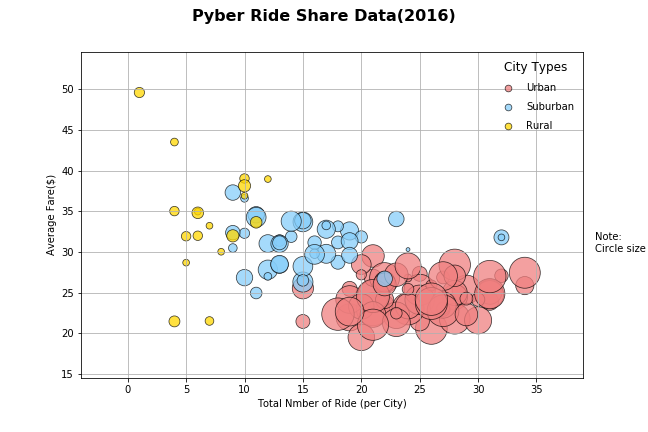 Pyber Ride Share Data(2016)
City Types
Urban
Suburban
Rural
Note:
Circle size
Average Fare($)
50
45
40
35
30
25
20
15
0
5
10
15
20
25
30
35
Total Nmber of Ride (per City)